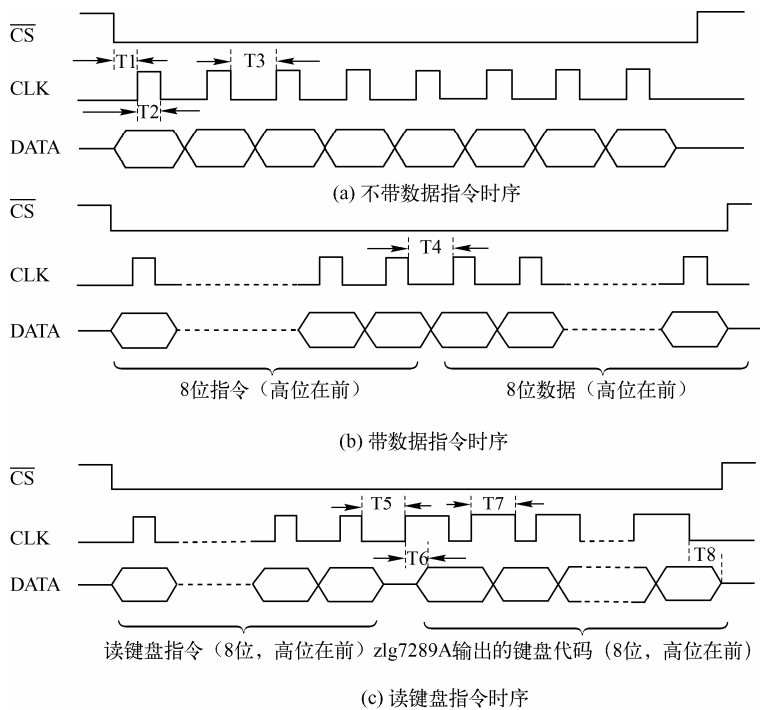 CS
T1
T3
CLK
T2
DATA
(a) 不带数据指令时序
CS
T4
CLK
DATA
8位指令（高位在前）
8位数据（高位在前）
(b) 带数据指令时序
CS
T5
T7
CLK
T6
T8
DATA
读键盘指令（8位，高位在前）
zlg7289A输出的键盘代码（8位，高位在前）
(c) 读键盘指令时序